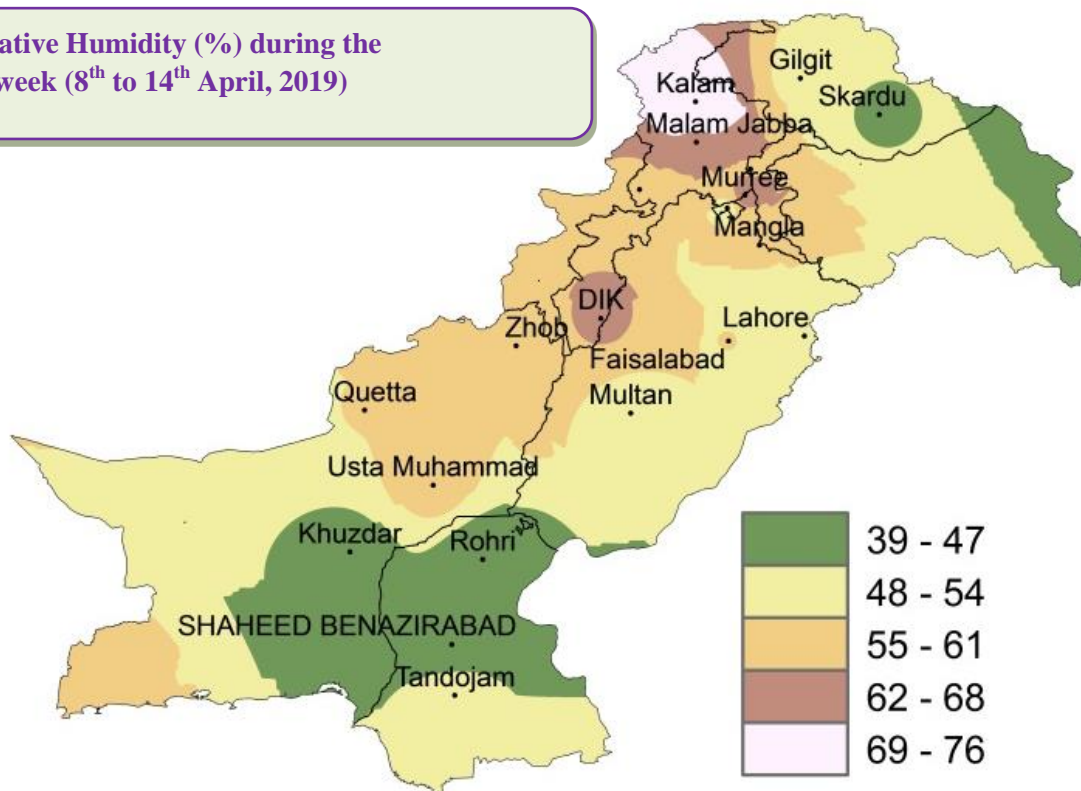 ative Humidity (%) during the
week (8th to 14th April, 2019)
Gilgit
Kalam
Skardu
Malam Jabba
Murree
Mangla
DIK
Zhob
Lahore
Faisalabad
Quetta
Multan
Usta Muhammad
Khuzdar
Rohri
SHAHEED BENAZIRABAD
Tandojam
39 - 47
48 - 54
55 - 61
62 - 68
69 - 76